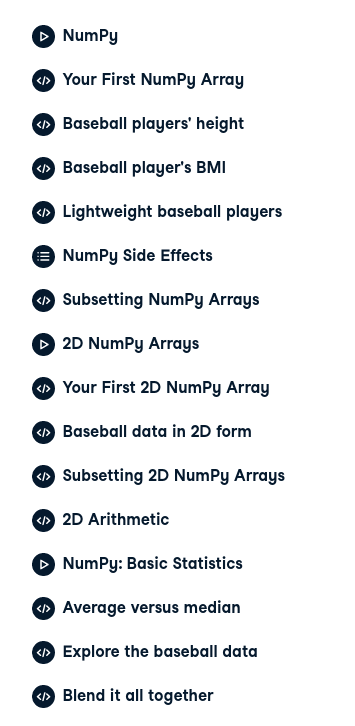 NumPy
Your First NumPy Array
Baseball players' height
Baseball player's BMI
Lightweight baseball players
NumPy Side Effects
Subsetting NumPy Arrays
2D NumPy Arrays
Your First 2D NumPy Array
Baseball data in 2D form
Subsetting 2D NumPy Arrays
2D Arithmetic
NumPy: Basic Statistics
Average versus median
Explore the baseball data
Blend it all together